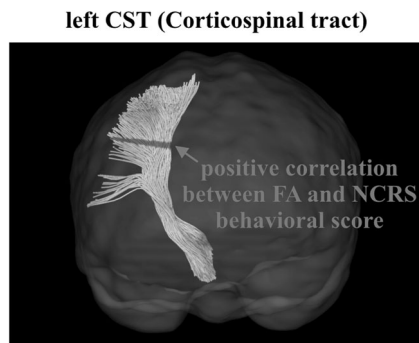 left CST (Corticospinal tract)
positive correlation
between FA and NCRS
behavioral score